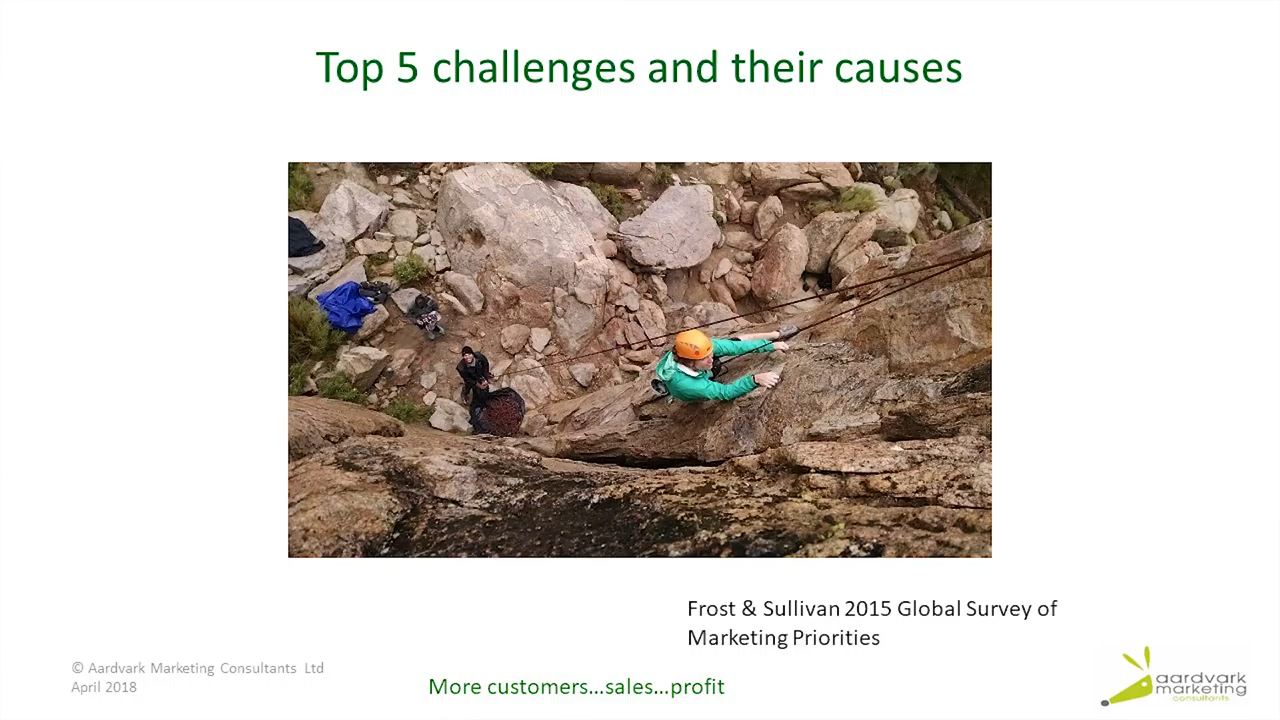 Top 5 challenges and their causes
Frost & Sullivan 2015 Global Survey of
Marketing Priorities
© Aardvark Marketing Consultants Ltd
April 2018
More customers...sales...profit
aardvark
marketing
consultants